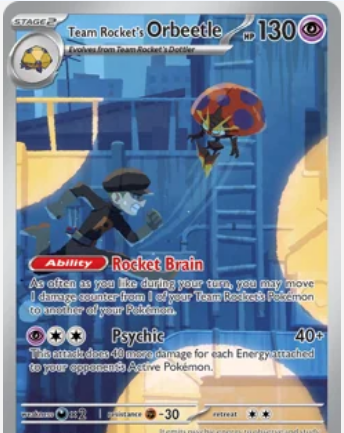 STAGE 2 Team Rocket's Orbeetle HP 130
Evolves from Team Rocket's Dottler
Ability Rocket Brain
As often as you like during your turn, you may move
1 damage counter from 1 of your Team Rocket's Pokémon
to another of your Pokémon.
Psychic 40+
This attack does 40 more damage for each Energy attached
to your opponent's Active Pokémon.
weakness ×2 resistance -30 retreat